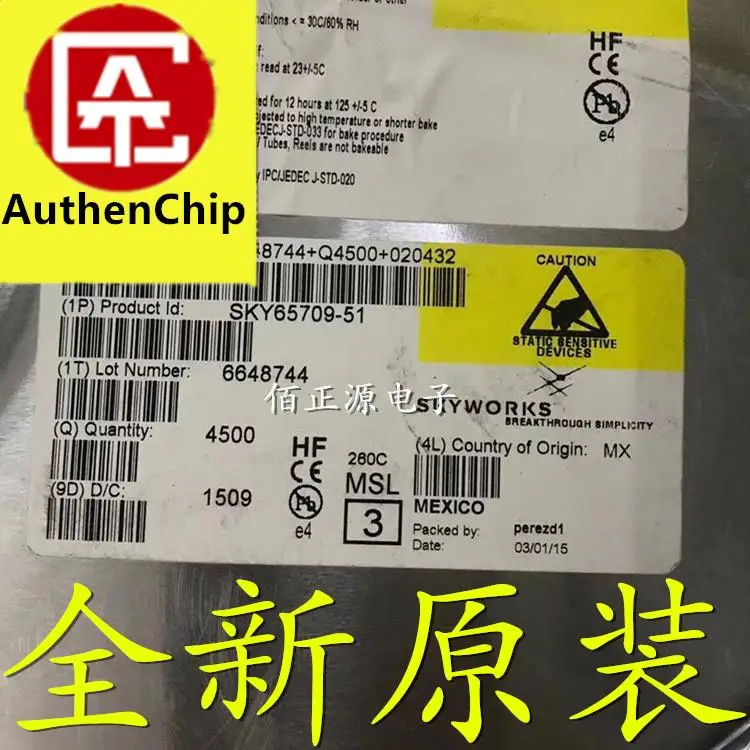 nditions < = 30C/60% RH
if:
n read at 23+/-5C
ed for 12 hours at 125 +/-5 C
jected to high temperature or shorter bake
JEDECJ-STD-033 for bake procedure
/ Tubes, Reels are not bakeable
y IPC/JEDEC J-STD-020
HF
CE
Pb
e4
AT
AuthenChip
48744+Q4500+020432
(1P) Product Id: SKY65709-51
(1T) Lot Number: 6648744
(Q) Quantity: 4500
(9D) D/C: 1509
HF
CE
Pb
e4
260C
MSL
3
CAUTION
STATIC SENSITIVE
DEVICES
SKYWORKS
BREAKTHROUGH SIMPLICITY
(4L) Country of Origin: MX
MEXICO
Packed by: perezd1
Date: 03/01/15
佰正源电子
全新原装